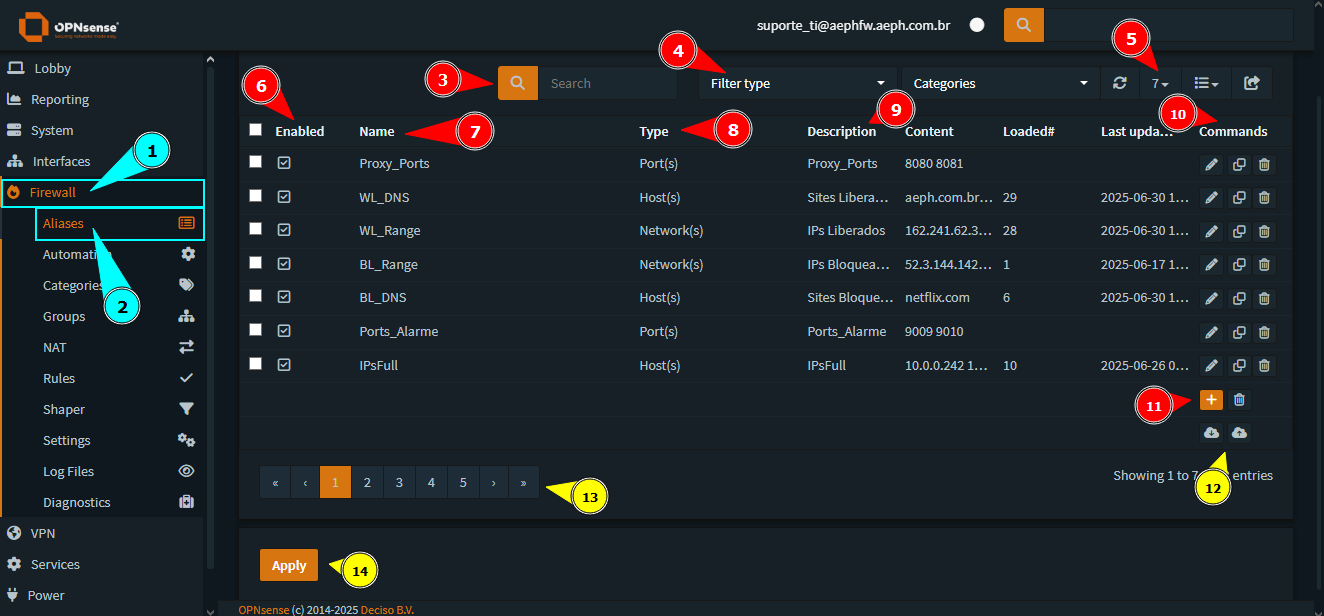 OPNsense
securing networks made easy
suporte_ti@aephfw.aeph.com.br
Lobby
Reporting
System
Interfaces
Firewall
Aliases
Categories
Groups
NAT
Rules
Shaper
Settings
Log Files
Diagnostics
VPN
Services
Power
1
2
3
4
5
6
7
8
9
10
11
12
13
14
Search
Filter type
Categories
7
Enabled Name Type Description Content Loaded# Last upda... Commands
Proxy_Ports Port(s) Proxy_Ports 8080 8081
WL_DNS Host(s) Sites Libera... aeph.com.br... 29 2025-06-30 1...
WL_Range Network(s) IPs Liberados 162.241.62.3... 28 2025-06-30 1...
BL_Range Network(s) IPs Bloquea... 52.3.144.142... 1 2025-06-17 1...
BL_DNS Host(s) Sites Bloque... netflix.com 6 2025-06-30 1...
Ports_Alarme Port(s) Ports_Alarme 9009 9010
IPsFull Host(s) IPsFull 10.0.0.242 1... 10 2025-06-26 0...
« ‹ 1 2 3 4 5 › »
Showing 1 to 7 entries
Apply
OPNsense (c) 2014-2025 Deciso B.V.